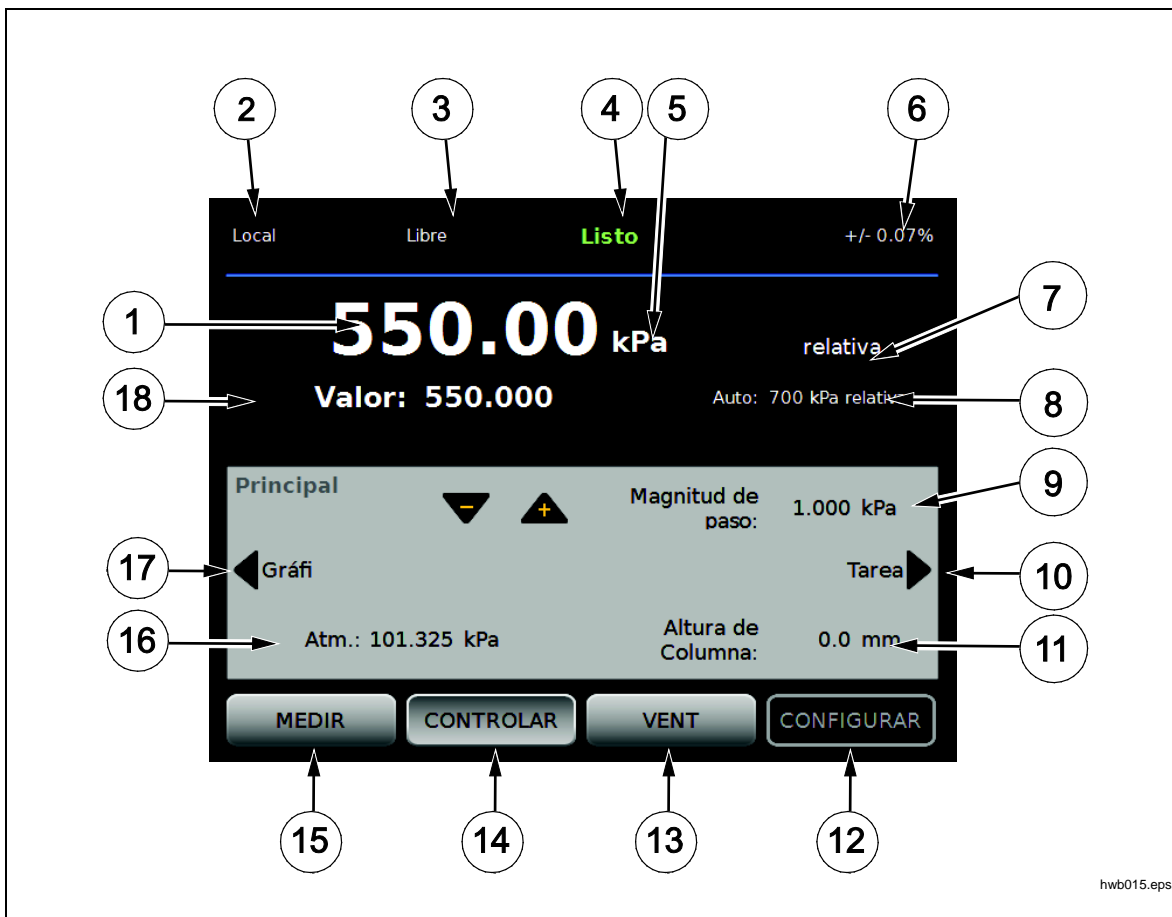 2 3 4 5 6
Local Libre Listo +/- 0.07%
1 550.00 kPa relativa 7
18 Valor: 550.000 Auto: 700 kPa relativa 8
Principal
- + Magnitud de paso: 1.000 kPa 9
17 Gráfi Tarea 10
16 Atm.: 101.325 kPa Altura de Columna: 0.0 mm 11
MEDIR CONTROLAR VENT CONFIGURAR
15 14 13 12
hwb015.eps